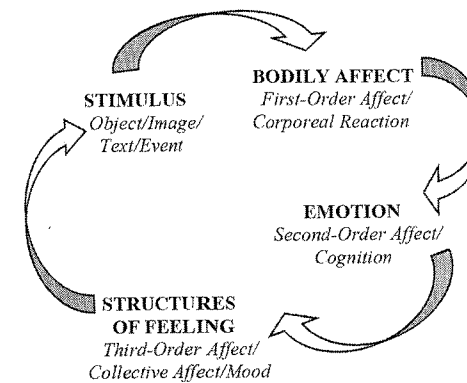 STIMULUS
Object/Image/
Text/Event
BODILY AFFECT
First-Order Affect/
Corporeal Reaction
EMOTION
Second-Order Affect/
Cognition
STRUCTURES
OF FEELING
Third-Order Affect/
Collective Affect/Mood